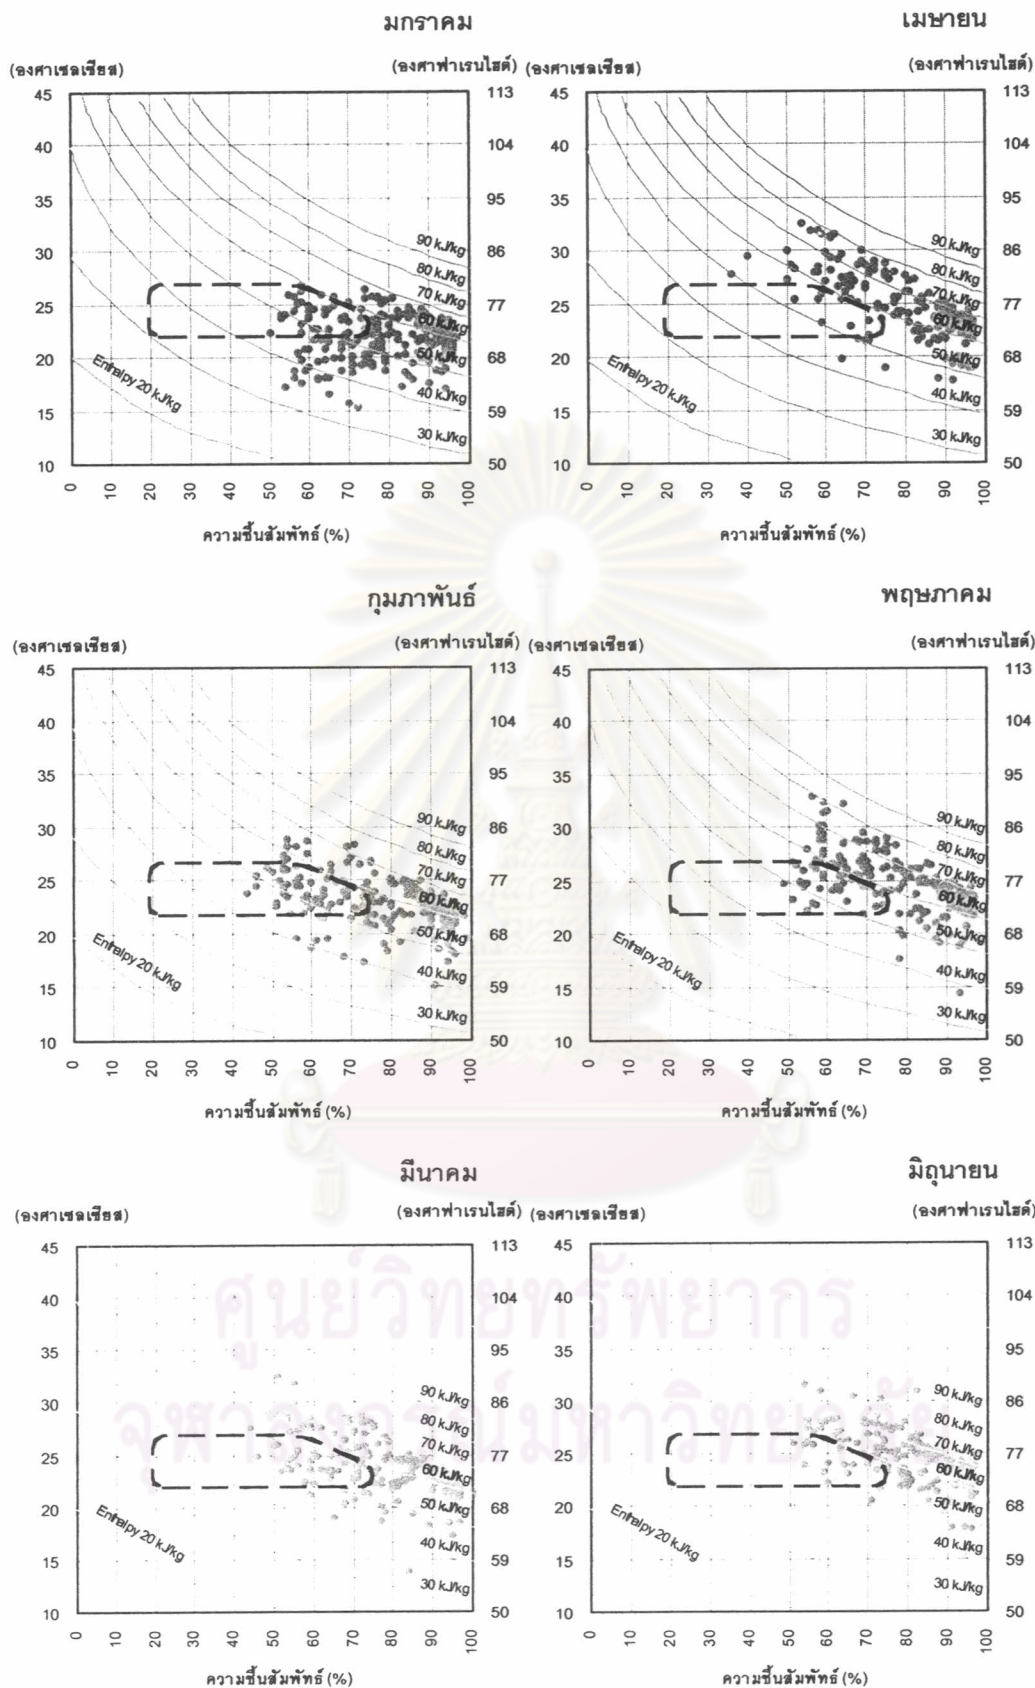 มกราคม
(องศาเซลเซียส)
(องศาฟาเรนไฮต์)
45
40
35
30
25
20
15
10
113
104
95
86
77
68
59
50
90 kJ/kg
80 kJ/kg
70 kJ/kg
60 kJ/kg
50 kJ/kg
40 kJ/kg
30 kJ/kg
Enthalpy 20 kJ/kg
0 10 20 30 40 50 60 70 80 90 100
ความชื้นสัมพัทธ์ (%)
เมษายน
(องศาเซลเซียส)
(องศาฟาเรนไฮต์)
45
40
35
30
25
20
15
10
113
104
95
86
77
68
59
50
90 kJ/kg
80 kJ/kg
70 kJ/kg
60 kJ/kg
50 kJ/kg
40 kJ/kg
30 kJ/kg
Enthalpy 20 kJ/kg
0 10 20 30 40 50 60 70 80 90 100
ความชื้นสัมพัทธ์ (%)
กุมภาพันธ์
(องศาเซลเซียส)
(องศาฟาเรนไฮต์)
45
40
35
30
25
20
15
10
113
104
95
86
77
68
59
50
90 kJ/kg
80 kJ/kg
70 kJ/kg
60 kJ/kg
50 kJ/kg
40 kJ/kg
30 kJ/kg
Enthalpy 20 kJ/kg
0 10 20 30 40 50 60 70 80 90 100
ความชื้นสัมพัทธ์ (%)
พฤษภาคม
(องศาเซลเซียส)
(องศาฟาเรนไฮต์)
45
40
35
30
25
20
15
10
113
104
95
86
77
68
59
50
90 kJ/kg
80 kJ/kg
70 kJ/kg
60 kJ/kg
50 kJ/kg
40 kJ/kg
30 kJ/kg
Enthalpy 20 kJ/kg
0 10 20 30 40 50 60 70 80 90 100
ความชื้นสัมพัทธ์ (%)
มีนาคม
(องศาเซลเซียส)
(องศาฟาเรนไฮต์)
45
40
35
30
25
20
15
10
113
104
95
86
77
68
59
50
90 kJ/kg
80 kJ/kg
70 kJ/kg
60 kJ/kg
50 kJ/kg
40 kJ/kg
30 kJ/kg
Enthalpy 20 kJ/kg
0 10 20 30 40 50 60 70 80 90 100
ความชื้นสัมพัทธ์ (%)
มิถุนายน
(องศาเซลเซียส)
(องศาฟาเรนไฮต์)
45
40
35
30
25
20
15
10
113
104
95
86
77
68
59
50
90 kJ/kg
80 kJ/kg
70 kJ/kg
60 kJ/kg
50 kJ/kg
40 kJ/kg
30 kJ/kg
Enthalpy 20 kJ/kg
0 10 20 30 40 50 60 70 80 90 100
ความชื้นสัมพัทธ์ (%)
ศูนย์วิทยทรัพยากร
จุฬาลงกรณ์มหาวิทยาลัย